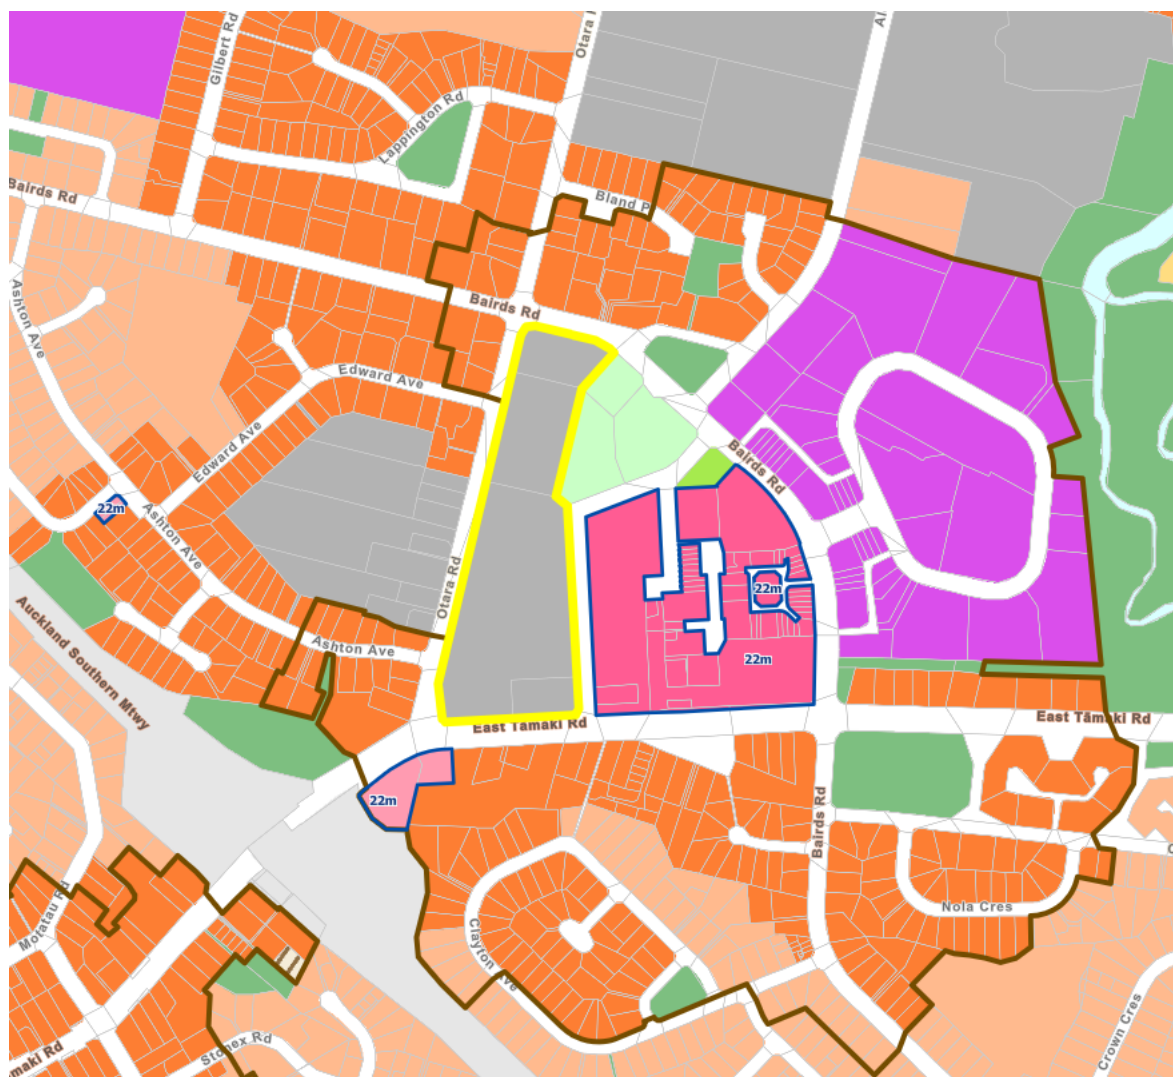 Gilbert Rd
Otara
Lappington Rd
Bairds Rd
Bland P
Ashton Ave
Bairds Rd
Edward Ave
Edward Ave
Bairds Rd
22m
Ashton Ave
Otara Rd
22m
Auckland Southern Mtwy
Ashton Ave
22m
East Tamaki Rd
East Tāmaki Rd
22m
Bairds Rd
Motatau Rd
Nola Cres
Clayton Ave
Stonex Rd
Crown Cres
maki Rd